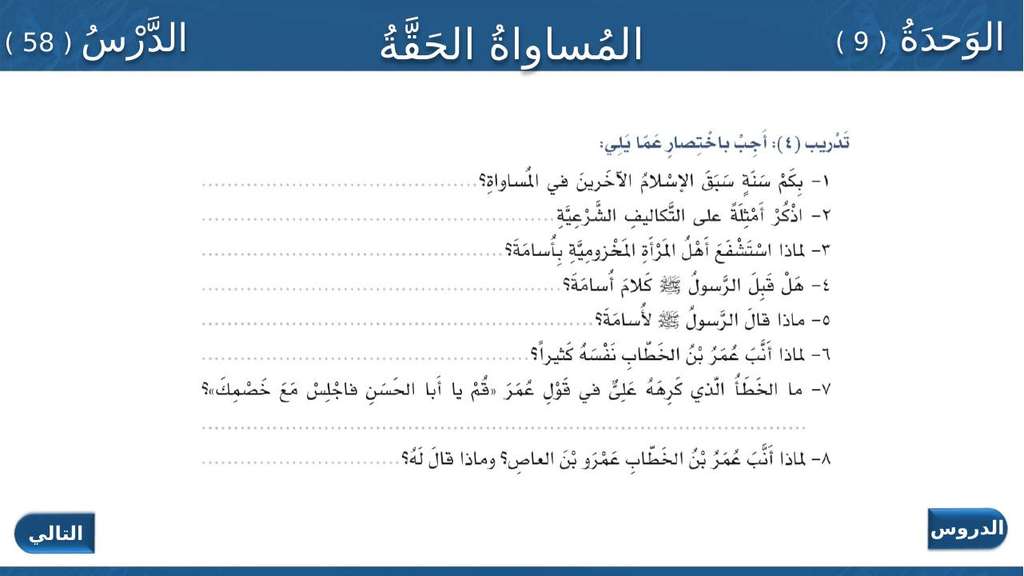 الوَحدَةُ ( 9 )
المُساواةُ الحَقَّةُ
الدَّرْسُ ( 58 )
تَدْريب (٤): أَجِبْ باخْتِصارٍ عَمّا يَلِي:
١- بِكَمْ سَنَةٍ سَبَقَ الإسْلامُ الآخَرينَ في المُساواةِ؟ ........................................
٢- اذْكُرْ أَمْثِلَةً على التَّكاليفِ الشَّرْعِيَّةِ ........................................
٣- لماذا اسْتَشْفَعَ أَهْلُ المَرْأَةِ المَخْزومِيَّةِ بِأُسامَةَ؟ ........................................
٤- هَلْ قَبِلَ الرَّسولُ ﷺ كَلامَ أُسامَةَ؟ ........................................
٥- ماذا قالَ الرَّسولُ ﷺ لأُسامَةَ؟ ........................................
٦- لماذا أَنَّبَ عُمَرُ بْنُ الخَطّابِ نَفْسَهُ كَثيراً؟ ........................................
٧- ما الخَطَأُ الّذي كَرِهَهُ عَلِيٌّ في قَوْلِ عُمَرَ «قُمْ يا أَبا الحَسَنِ فاجْلِسْ مَعَ خَصْمِكَ»؟
........................................
٨- لماذا أَنَّبَ عُمَرُ بْنُ الخَطّابِ عَمْرَو بْنَ العاصِ؟ وماذا قالَ لَهُ؟ ........................................
الدروس
التالي